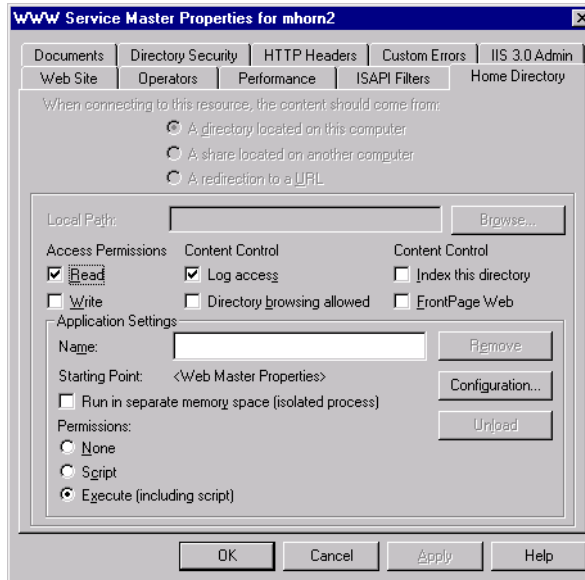 WWW Service Master Properties for mhorn2
Documents Directory Security HTTP Headers Custom Errors IIS 3.0 Admin
Web Site Operators Performance ISAPI Filters Home Directory
When connecting to this resource, the content should come from:
A directory located on this computer
A share located on another computer
A redirection to a URL
Local Path: Browse...
Access Permissions Content Control Content Control
Read Log access Index this directory
Write Directory browsing allowed FrontPage Web
Application Settings
Name: Remove
Starting Point: <Web Master Properties> Configuration...
Run in separate memory space (isolated process)
Permissions: Unload
None
Script
Execute (including script)
OK Cancel Apply Help